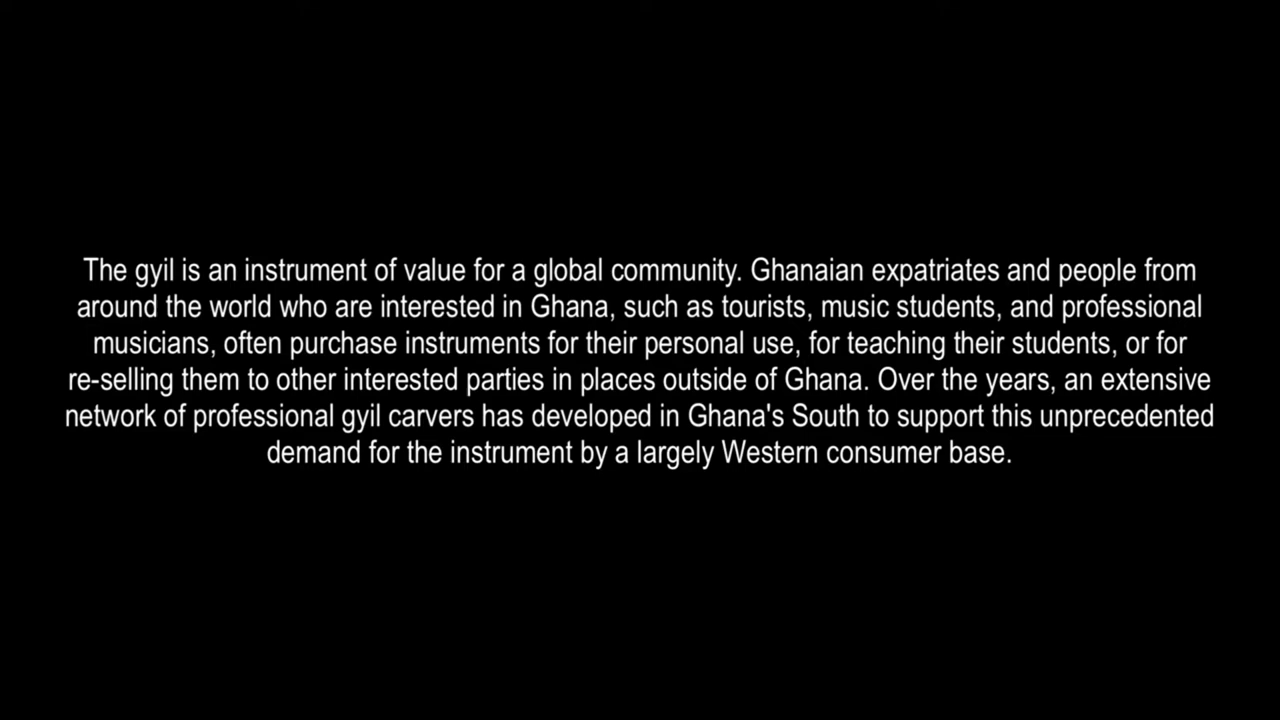 The gyil is an instrument of value for a global community. Ghanaian expatriates and people from
around the world who are interested in Ghana, such as tourists, music students, and professional
musicians, often purchase instruments for their personal use, for teaching their students, or for
re-selling them to other interested parties in places outside of Ghana. Over the years, an extensive
network of professional gyil carvers has developed in Ghana's South to support this unprecedented
demand for the instrument by a largely Western consumer base.